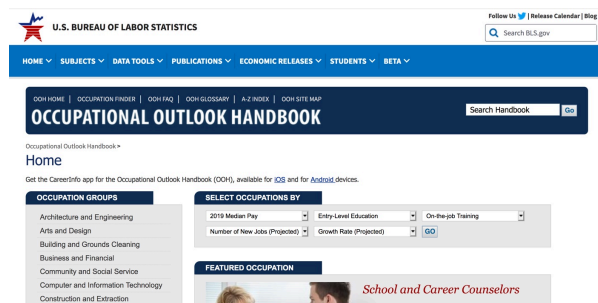 Follow Us | Release Calendar | Blog
U.S. BUREAU OF LABOR STATISTICS
Search BLS.gov
HOME SUBJECTS DATA TOOLS PUBLICATIONS ECONOMIC RELEASES STUDENTS BETA
OOH HOME | OCCUPATION FINDER | OOH FAQ | OOH GLOSSARY | A-Z INDEX | OOH SITE MAP
OCCUPATIONAL OUTLOOK HANDBOOK
Search Handbook Go
Occupational Outlook Handbook >
Home
Get the CareerInfo app for the Occupational Outlook Handbook (OOH), available for iOS and for Android devices.
OCCUPATION GROUPS
Architecture and Engineering
Arts and Design
Building and Grounds Cleaning
Business and Financial
Community and Social Service
Computer and Information Technology
Construction and Extraction
SELECT OCCUPATIONS BY
2019 Median Pay Entry-Level Education On-the-job Training
Number of New Jobs (Projected) Growth Rate (Projected) GO
FEATURED OCCUPATION
School and Career Counselors